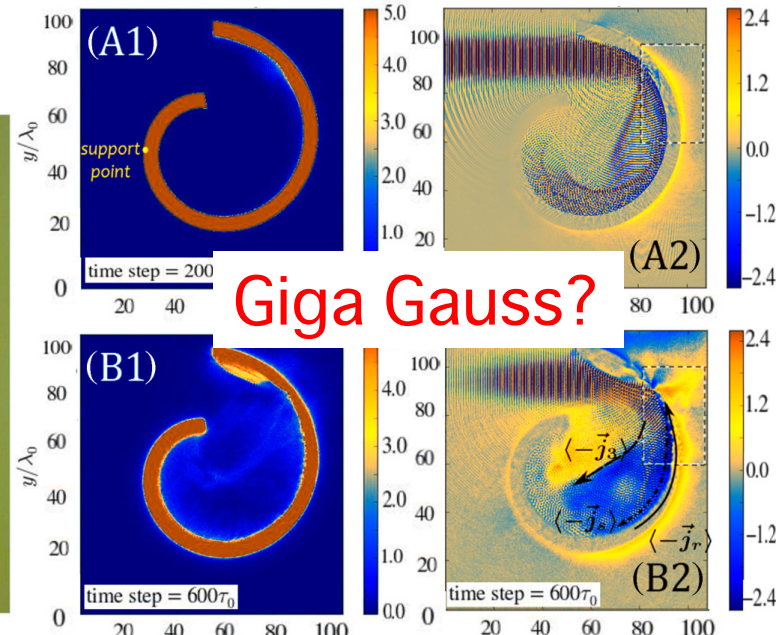 (A1)
support
point
time step = 200
y/λ₀
100
80
60
40
20
0
20 40
5.0
4.0
3.0
2.0
1.0
(A2)
100
80
60
40
20
80 100
2.4
1.2
0.0
−1.2
−2.4
Giga Gauss?
(B1)
time step = 600τ₀
y/λ₀
100
80
60
40
20
0
20 40 60 80 100
4.0
3.0
2.0
1.0
0.0
(B2)
⟨−j⃗₃⟩
⟨−j⃗ₛ⟩
⟨−j⃗ᵣ⟩
time step = 600τ₀
100
80
60
40
20
0
20 40 60 80 100
2.4
1.2
0.0
−1.2
−2.4